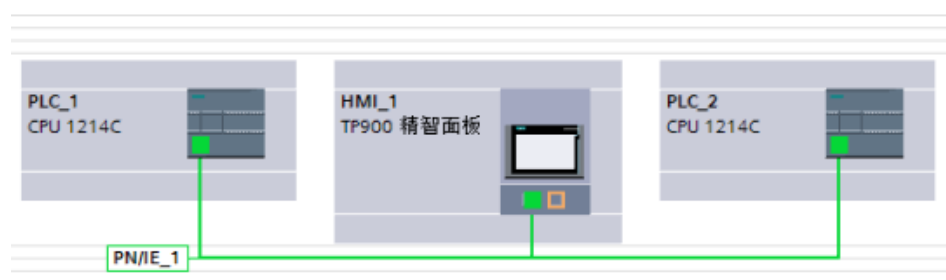 PLC_1
CPU 1214C
HMI_1
TP900 精智面板
PLC_2
CPU 1214C
PN/IE_1